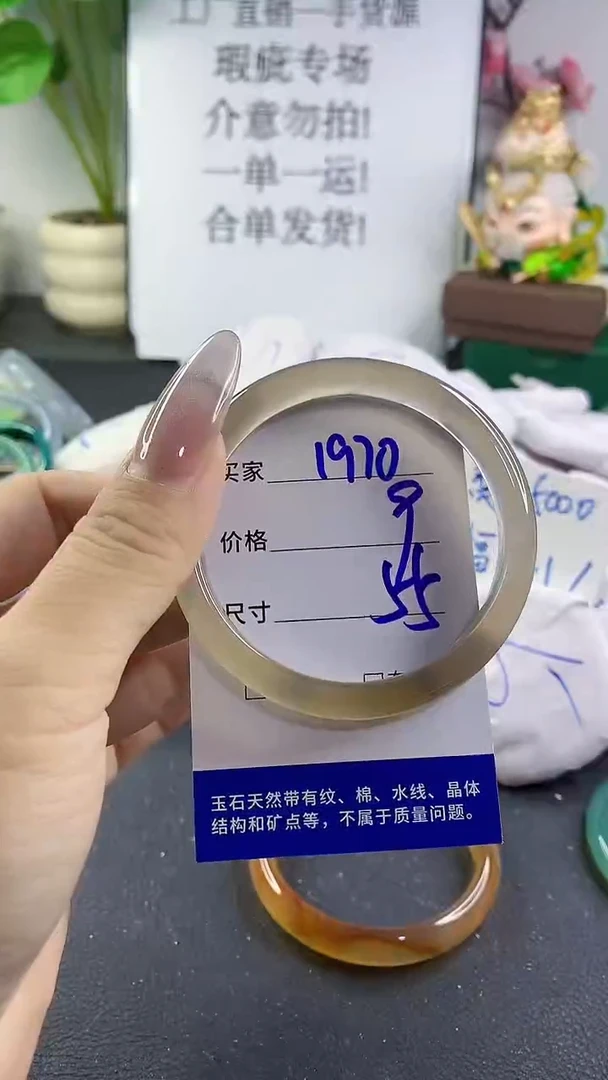 工厂直销一手货源
瑕疵专场
介意勿拍!
一单一运!
合单发货!
买家 1970
价格 9
尺寸 55
玉石天然带有纹、棉、水线、晶体
结构和矿点等，不属于质量问题。